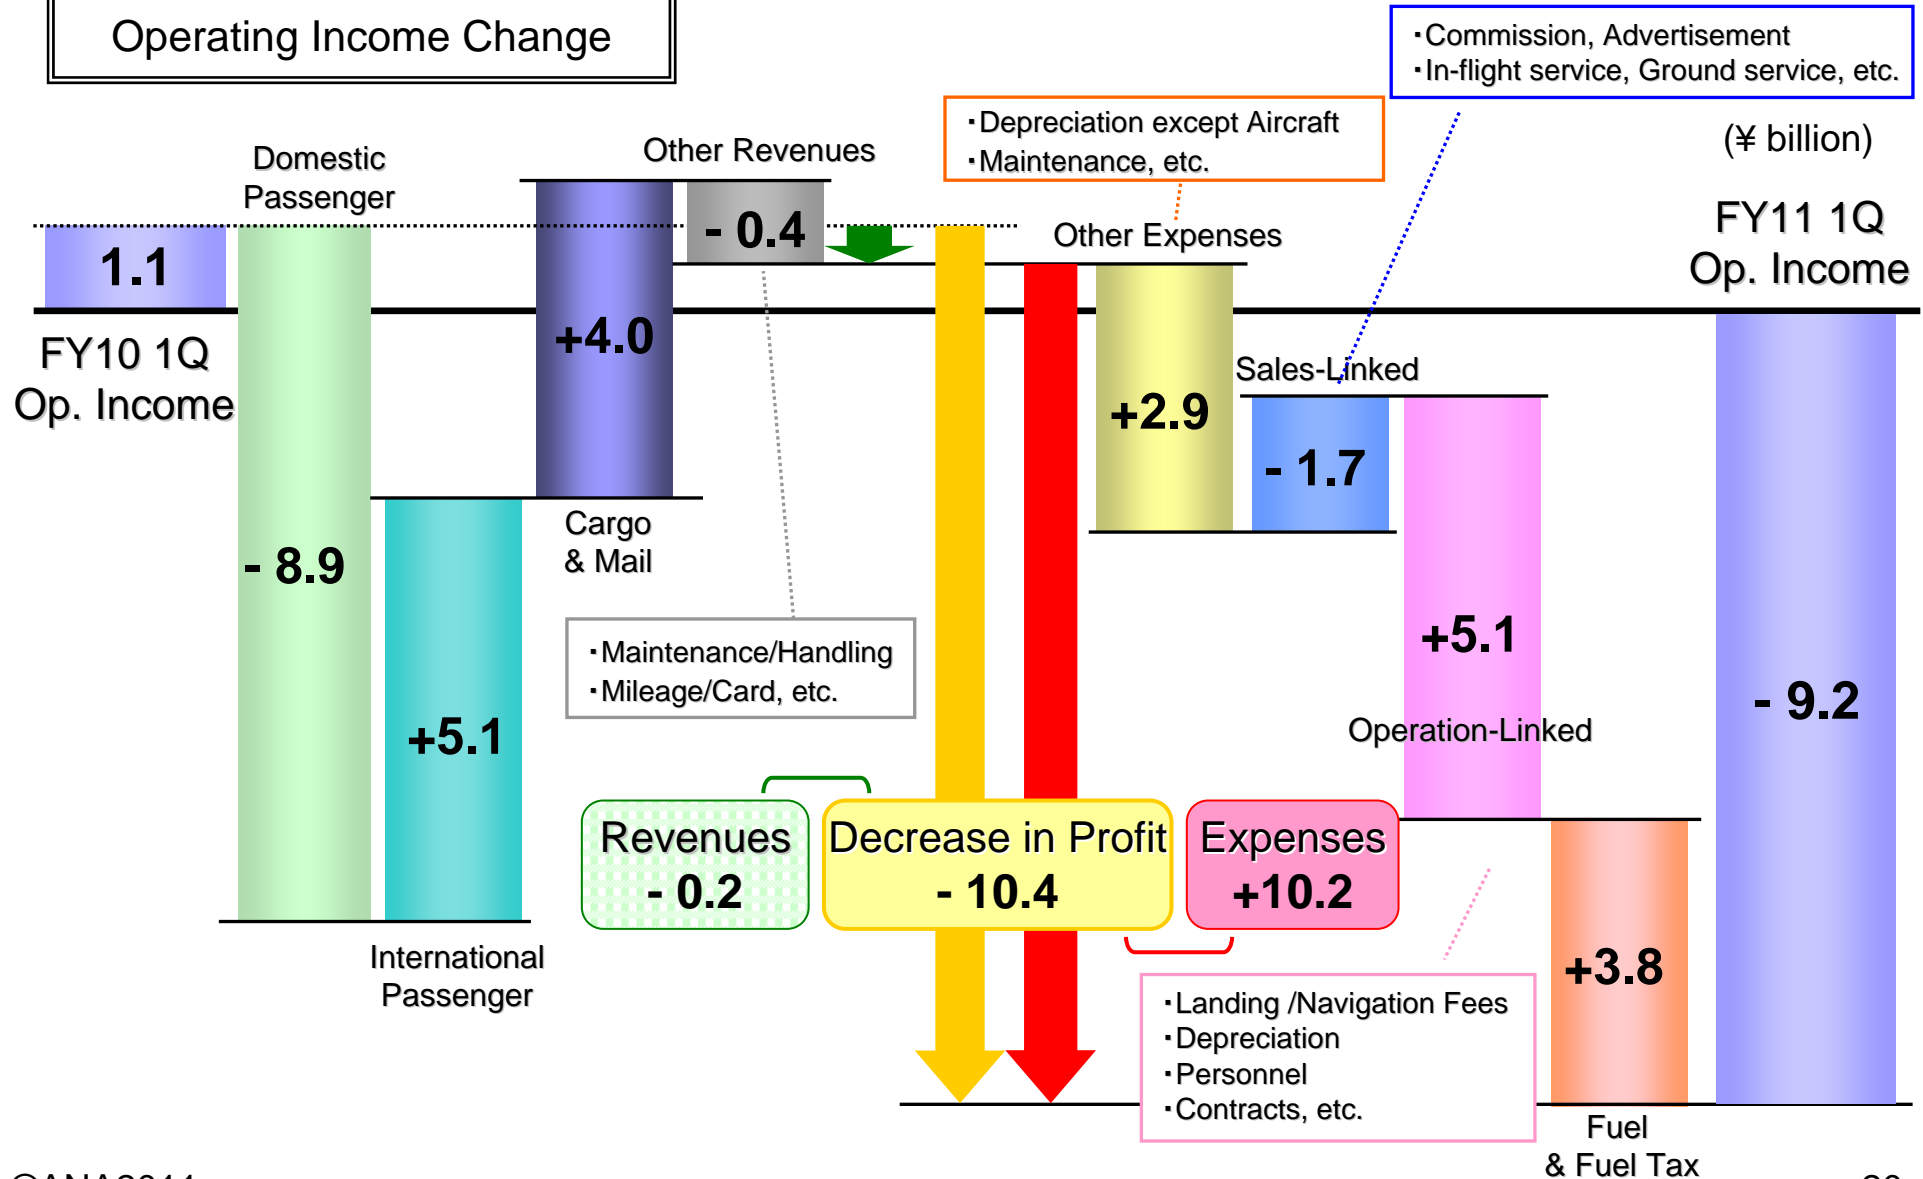 Operating Income Change
・Commission, Advertisement
・In-flight service, Ground service, etc.
・Depreciation except Aircraft
・Maintenance, etc.
(¥ billion)
Domestic
Passenger
Other Revenues
Other Expenses
FY11 1Q
Op. Income
1.1
- 0.4
FY10 1Q
Op. Income
+4.0
+2.9
Sales-Linked
- 1.7
- 8.9
Cargo
& Mail
+5.1
International
Passenger
・Maintenance/Handling
・Mileage/Card, etc.
+5.1
Operation-Linked
- 9.2
Revenues
- 0.2
Decrease in Profit
- 10.4
Expenses
+10.2
+3.8
・Landing /Navigation Fees
・Depreciation
・Personnel
・Contracts, etc.
Fuel
& Fuel Tax